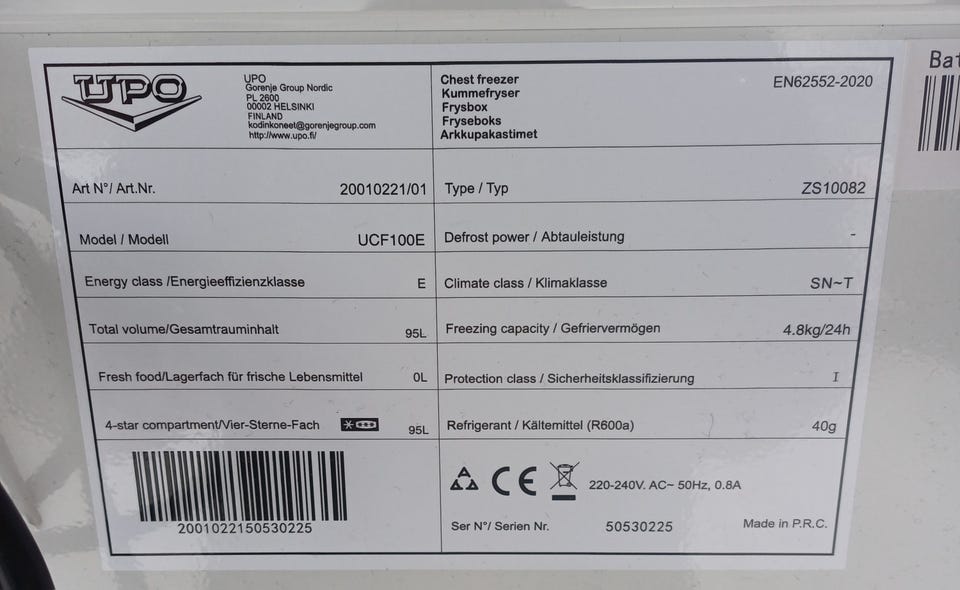 UPO
UPO
Gorenje Group Nordic
PL 2600
00002 HELSINKI
FINLAND
kodinkoneet@gorenjegroup.com
http://www.upo.fi/
Chest freezer
Kummefryser
Frysbox
Fryseboks
Arkkupakastimet
EN62552-2020
Bat
Art N°/ Art.Nr. 20010221/01
Type / Typ ZS10082
Model / Modell UCF100E
Defrost power / Abtauleistung -
Energy class /Energieeffizienzklasse E
Climate class / Klimaklasse SN~T
Total volume/Gesamtrauminhalt 95L
Freezing capacity / Gefriervermögen 4.8kg/24h
Fresh food/Lagerfach für frische Lebensmittel 0L
Protection class / Sicherheitsklassifizierung I
4-star compartment/Vier-Sterne-Fach 95L
Refrigerant / Kältemittel (R600a) 40g
2001022150530225
CE 220-240V. AC~ 50Hz, 0.8A
Ser N°/ Serien Nr. 50530225 Made in P.R.C.